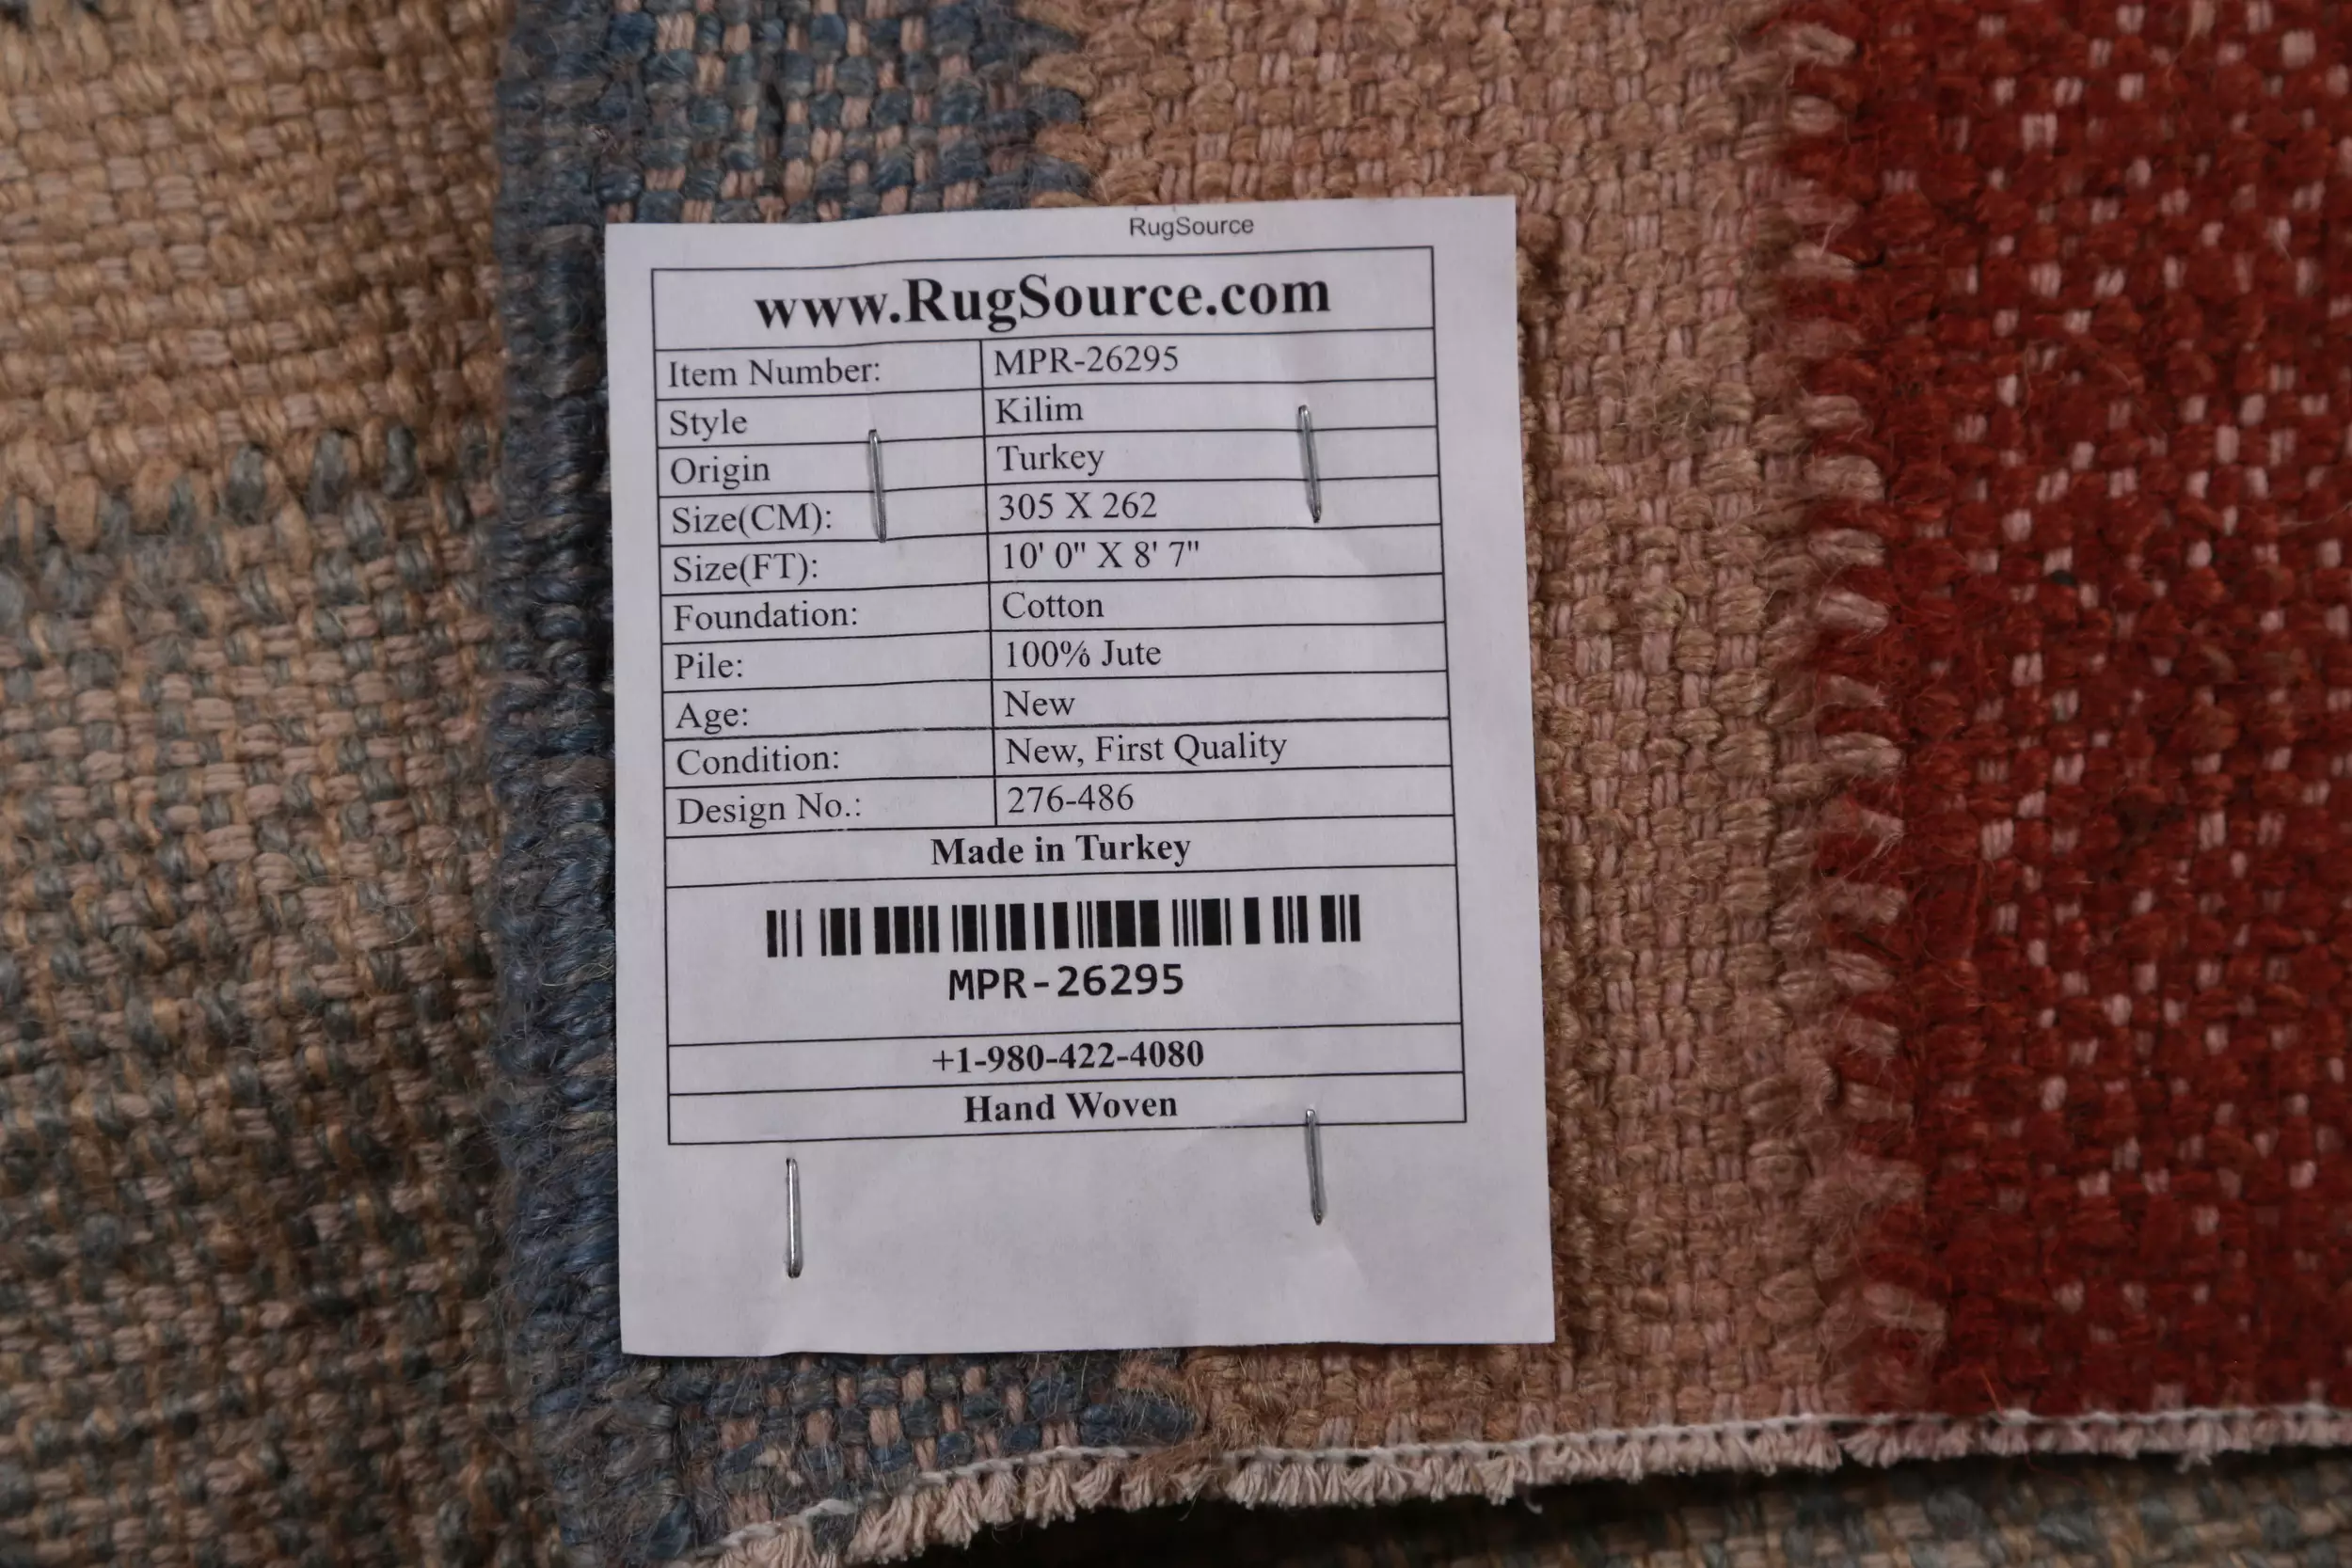 RugSource
www.RugSource.com
Item Number: MPR-26295
Style Kilim
Origin Turkey
Size(CM): 305 X 262
Size(FT): 10' 0" X 8' 7"
Foundation: Cotton
Pile: 100% Jute
Age: New
Condition: New, First Quality
Design No.: 276-486
Made in Turkey
MPR-26295
+1-980-422-4080
Hand Woven